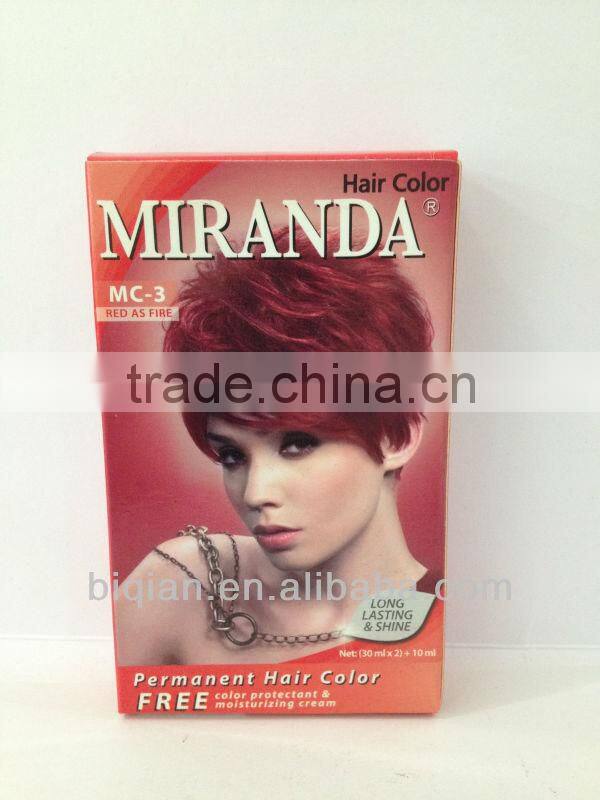 Hair Color
MIRANDA ®
MC-3
RED AS FIRE
trade.china.cn
biqian.en.alibaba.com
LONG
LASTING
& SHINE
Net: (30 ml x 2) + 10 ml
Permanent Hair Color
FREE color protectant &
moisturizing cream